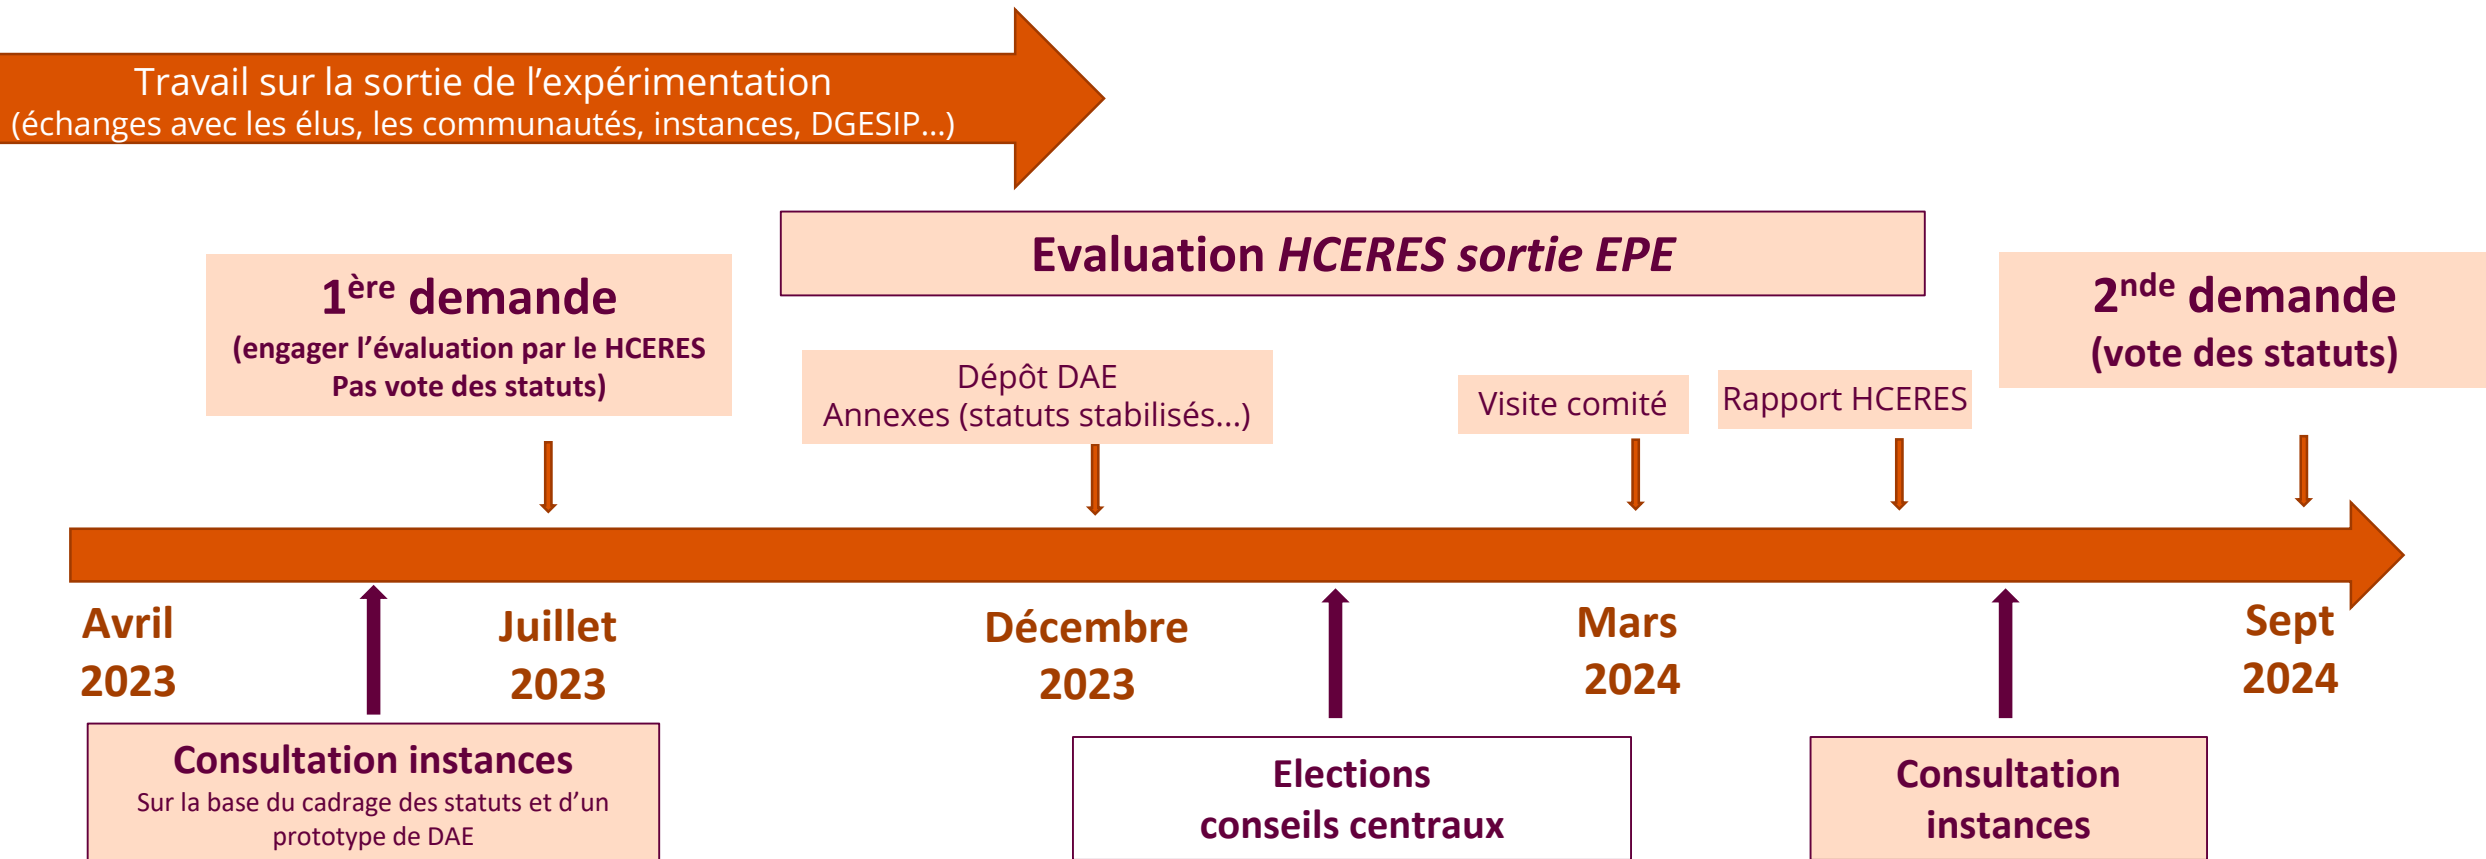 Travail sur la sortie de l'expérimentation
(échanges avec les élus, les communautés, instances, DGESIP...)
Evaluation HCERES sortie EPE
1ère demande
(engager l'évaluation par le HCERES
Pas vote des statuts)
2nde demande
(vote des statuts)
Dépôt DAE
Annexes (statuts stabilisés...)
Visite comité
Rapport HCERES
Avril
2023
Juillet
2023
Décembre
2023
Mars
2024
Sept
2024
Consultation instances
Sur la base du cadrage des statuts et d'un
prototype de DAE
Elections
conseils centraux
Consultation
instances